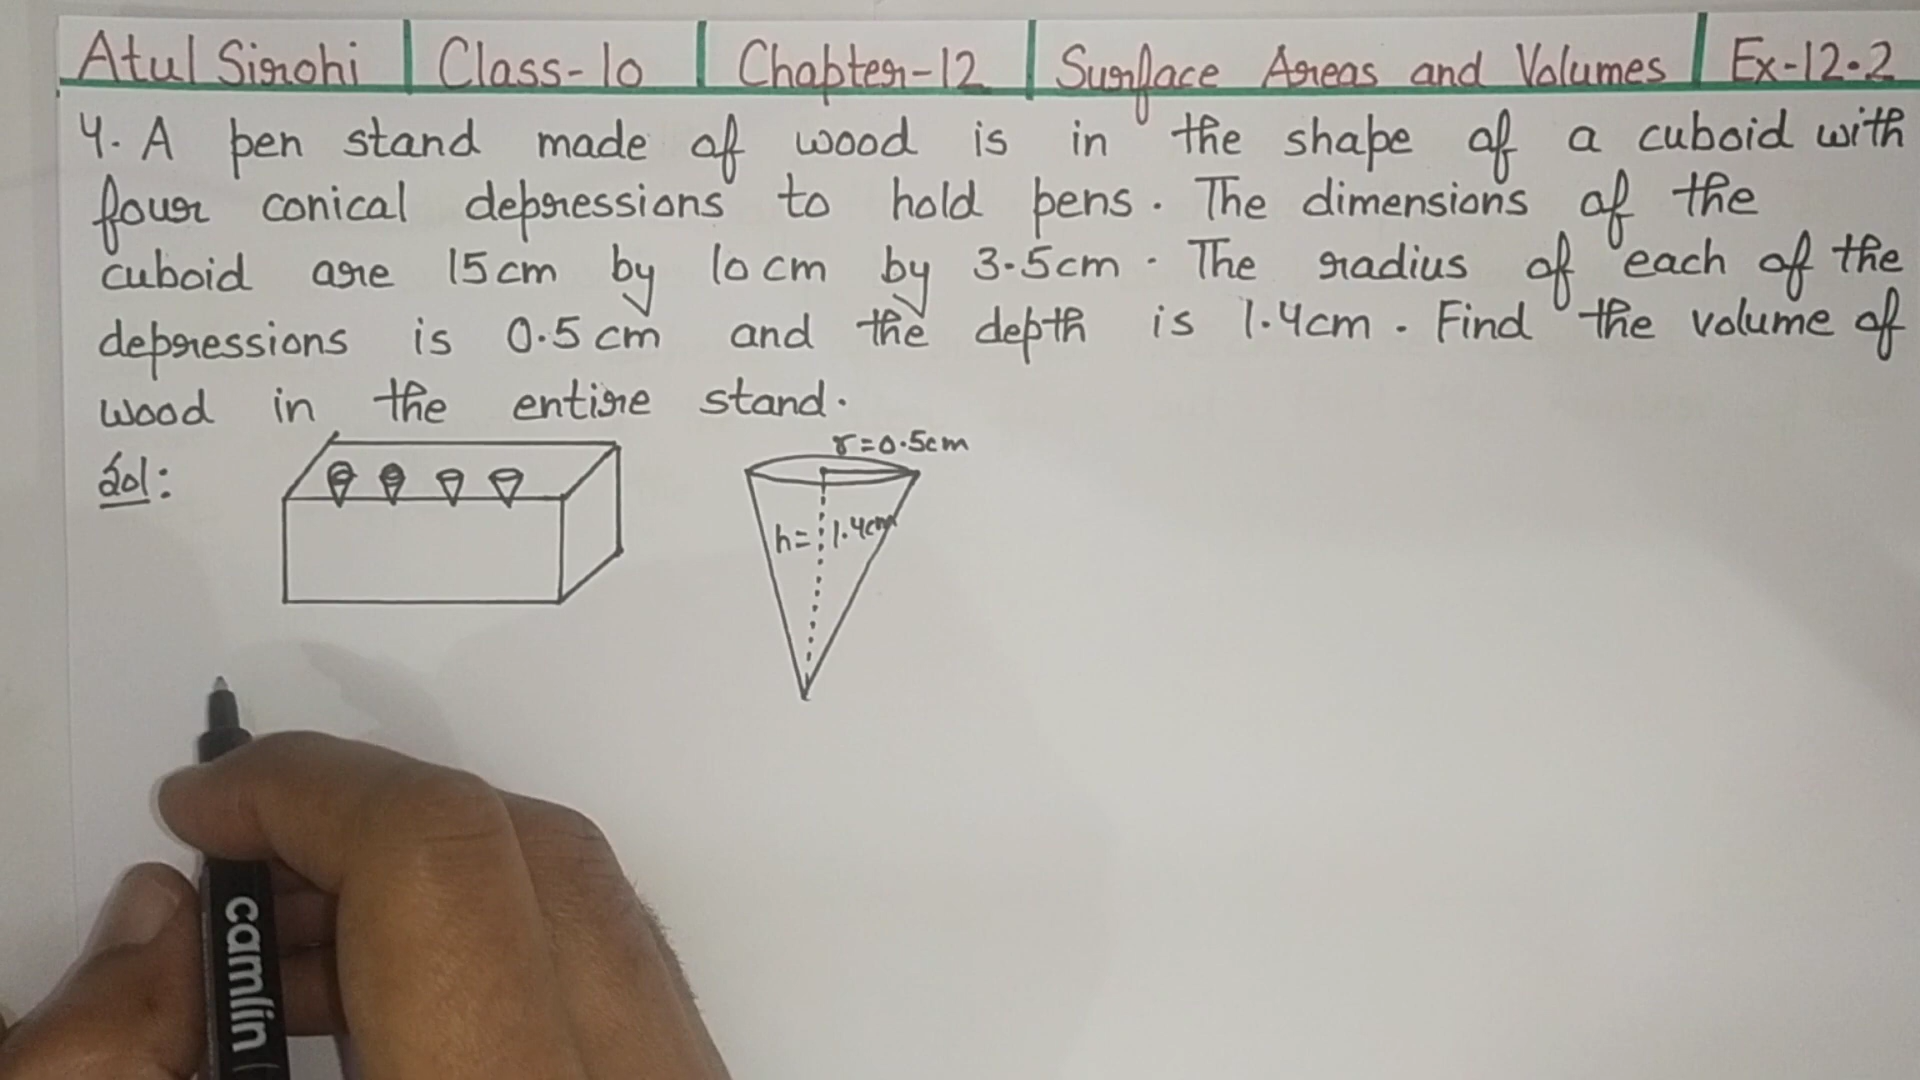 Atul Sirohi | Class-10 | Chapter-12 | Surface Areas and Volumes | Ex-12.2
4. A pen stand made of wood is in the shape of a cuboid with
four conical depressions to hold pens. The dimensions of the
cuboid are 15cm by 10cm by 3.5cm. The radius of each of the
depressions is 0.5cm and the depth is 1.4cm. Find the volume of
wood in the entire stand.
Sol:
r=0.5cm
h=1.4cm
camlin